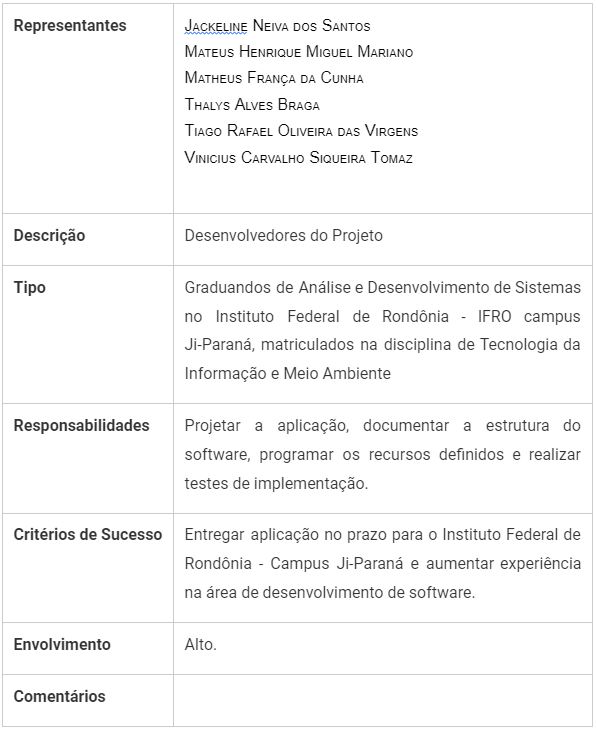 Representantes
Jackeline Neiva dos Santos
Mateus Henrique Miguel Mariano
Matheus França da Cunha
Thalys Alves Braga
Tiago Rafael Oliveira das Virgens
Vinicius Carvalho Siqueira Tomaz
Descrição
Desenvolvedores do Projeto
Tipo
Graduandos de Análise e Desenvolvimento de Sistemas
no Instituto Federal de Rondônia - IFRO campus
Ji-Paraná, matriculados na disciplina de Tecnologia da
Informação e Meio Ambiente
Responsabilidades
Projetar a aplicação, documentar a estrutura do
software, programar os recursos definidos e realizar
testes de implementação.
Critérios de Sucesso
Entregar aplicação no prazo para o Instituto Federal de
Rondônia - Campus Ji-Paraná e aumentar experiência
na área de desenvolvimento de software.
Envolvimento
Alto.
Comentários